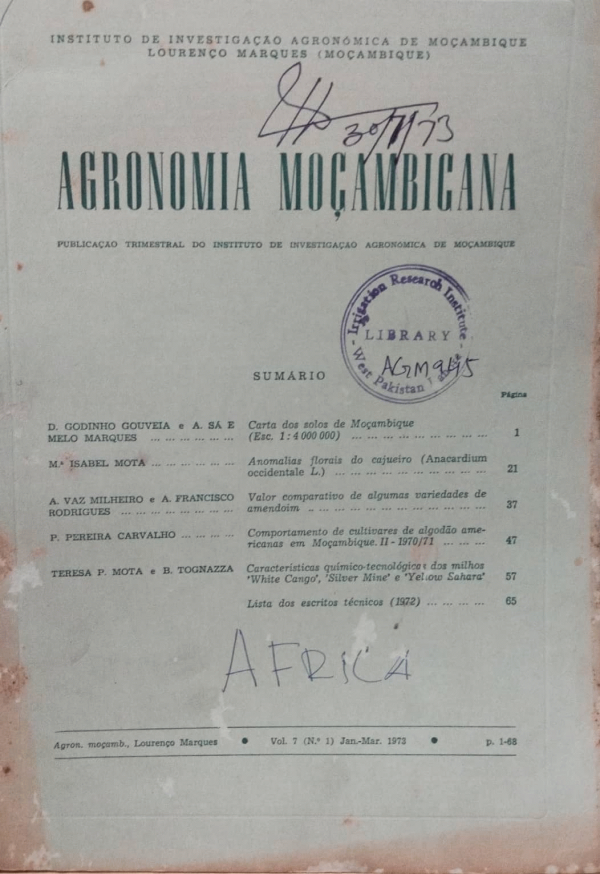 INSTITUTO DE INVESTIGAÇÃO AGRONÓMICA DE MOÇAMBIQUE
LOURENÇO MARQUES (MOÇAMBIQUE)
30/11/73
AGRONOMIA MOÇAMBICANA
PUBLICAÇÃO TRIMESTRAL DO INSTITUTO DE INVESTIGAÇÃO AGRONÓMICA DE MOÇAMBIQUE
Irrigation Research Institute
LIBRARY
West Pakistan
SUMÁRIO
Página
D. GODINHO GOUVEIA e A. SÁ E Carta dos solos de Moçambique
MELO MARQUES ... ... ... ... ... ... (Esc. 1:4 000 000) ... ... ... ... ... ... ... ... ... 1
M.ª ISABEL MOTA ... ... ... ... ... ... Anomalias florais do cajueiro (Anacardium
occidentale L.) ... ... ... ... ... ... ... ... ... ... 21
A. VAZ MILHEIRO e A. FRANCISCO Valor comparativo de algumas variedades de
RODRIGUES ... ... ... ... ... ... ... ... amendoim .. ... ... ... ... ... ... ... ... ... ... ... 37
P. PEREIRA CARVALHO ... ... ... ... Comportamento de cultivares de algodão ame-
ricanas em Moçambique. II - 1970/71 ... ... ... 47
TERESA P. MOTA e B. TOGNAZZA Características químico-tecnológicas dos milhos
'White Cango', 'Silver Mine' e 'Yellow Sahara' 57
Lista dos escritos técnicos (1972) ... ... ... ... 65
AFRICA
Agron. moçamb., Lourenço Marques ● Vol. 7 (N.º 1) Jan.-Mar. 1973 ● p. 1-68